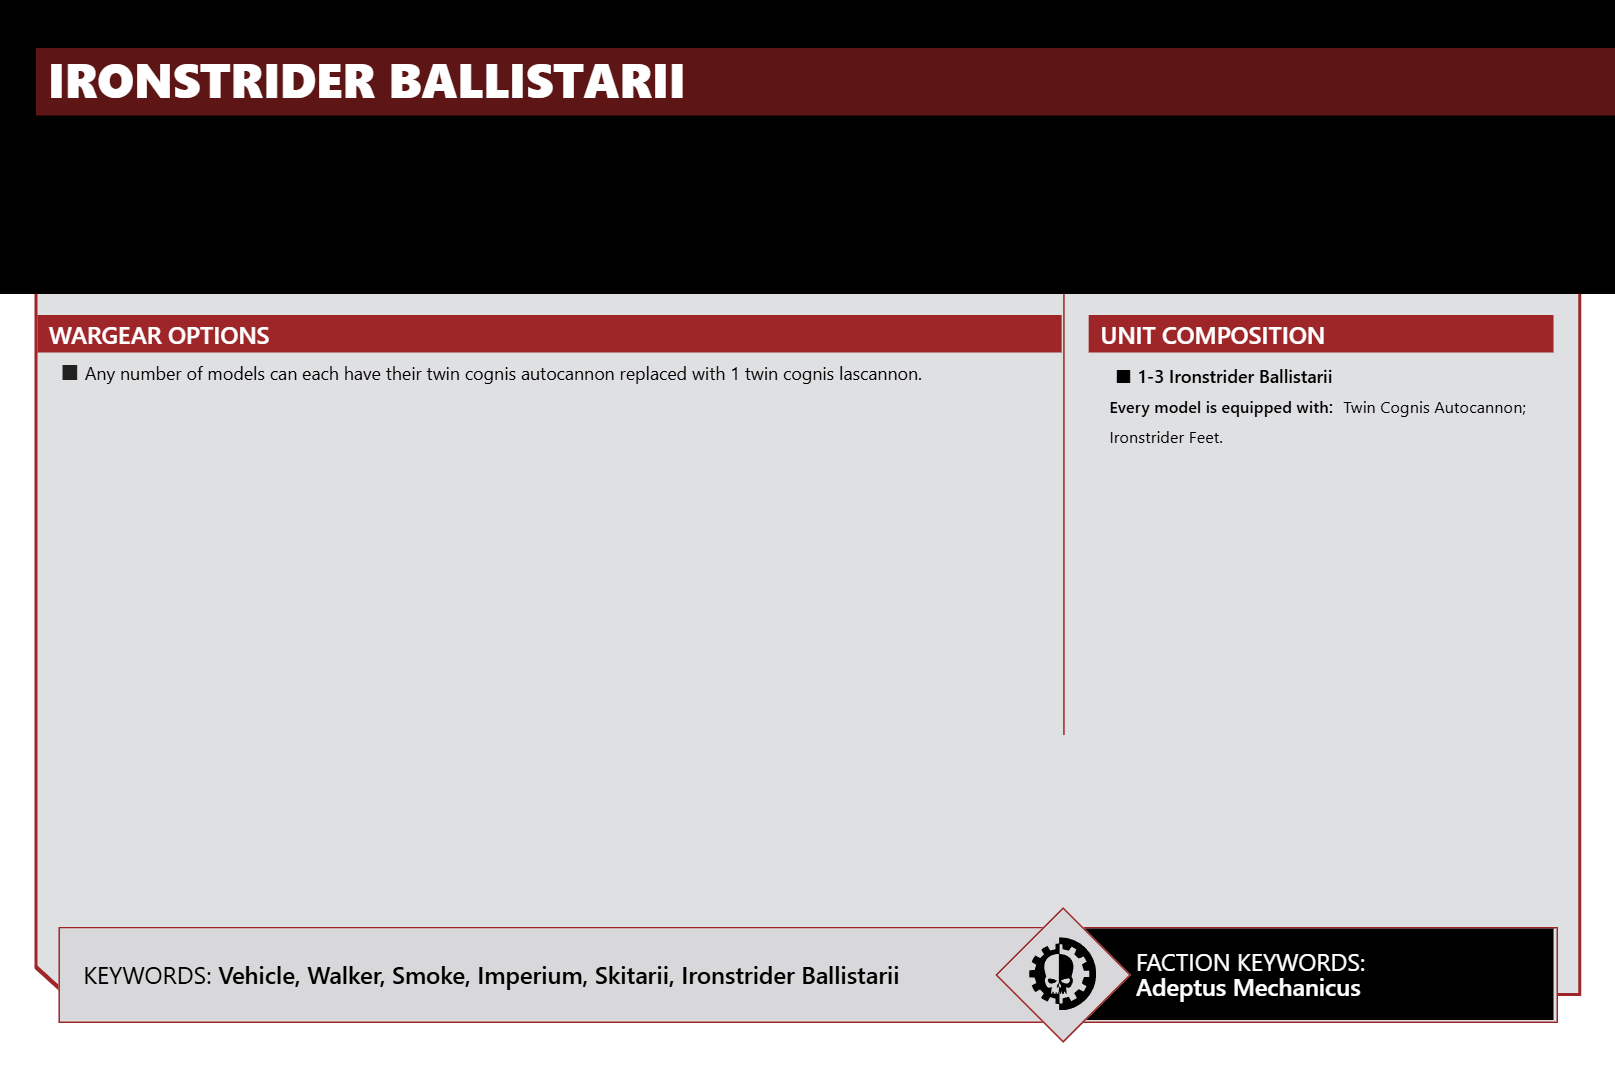 IRONSTRIDER BALLISTARII
WARGEAR OPTIONS
■ Any number of models can each have their twin cognis autocannon replaced with 1 twin cognis lascannon.
UNIT COMPOSITION
■ 1-3 Ironstrider Ballistarii
Every model is equipped with: Twin Cognis Autocannon;
Ironstrider Feet.
KEYWORDS: Vehicle, Walker, Smoke, Imperium, Skitarii, Ironstrider Ballistarii
FACTION KEYWORDS:
Adeptus Mechanicus